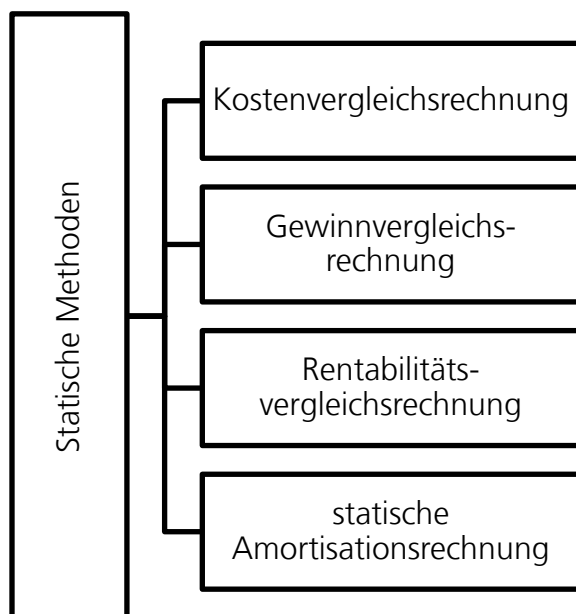 Statische Methoden
Kostenvergleichsrechnung
Gewinnvergleichs-
rechnung
Rentabilitäts-
vergleichsrechnung
statische
Amortisationsrechnung